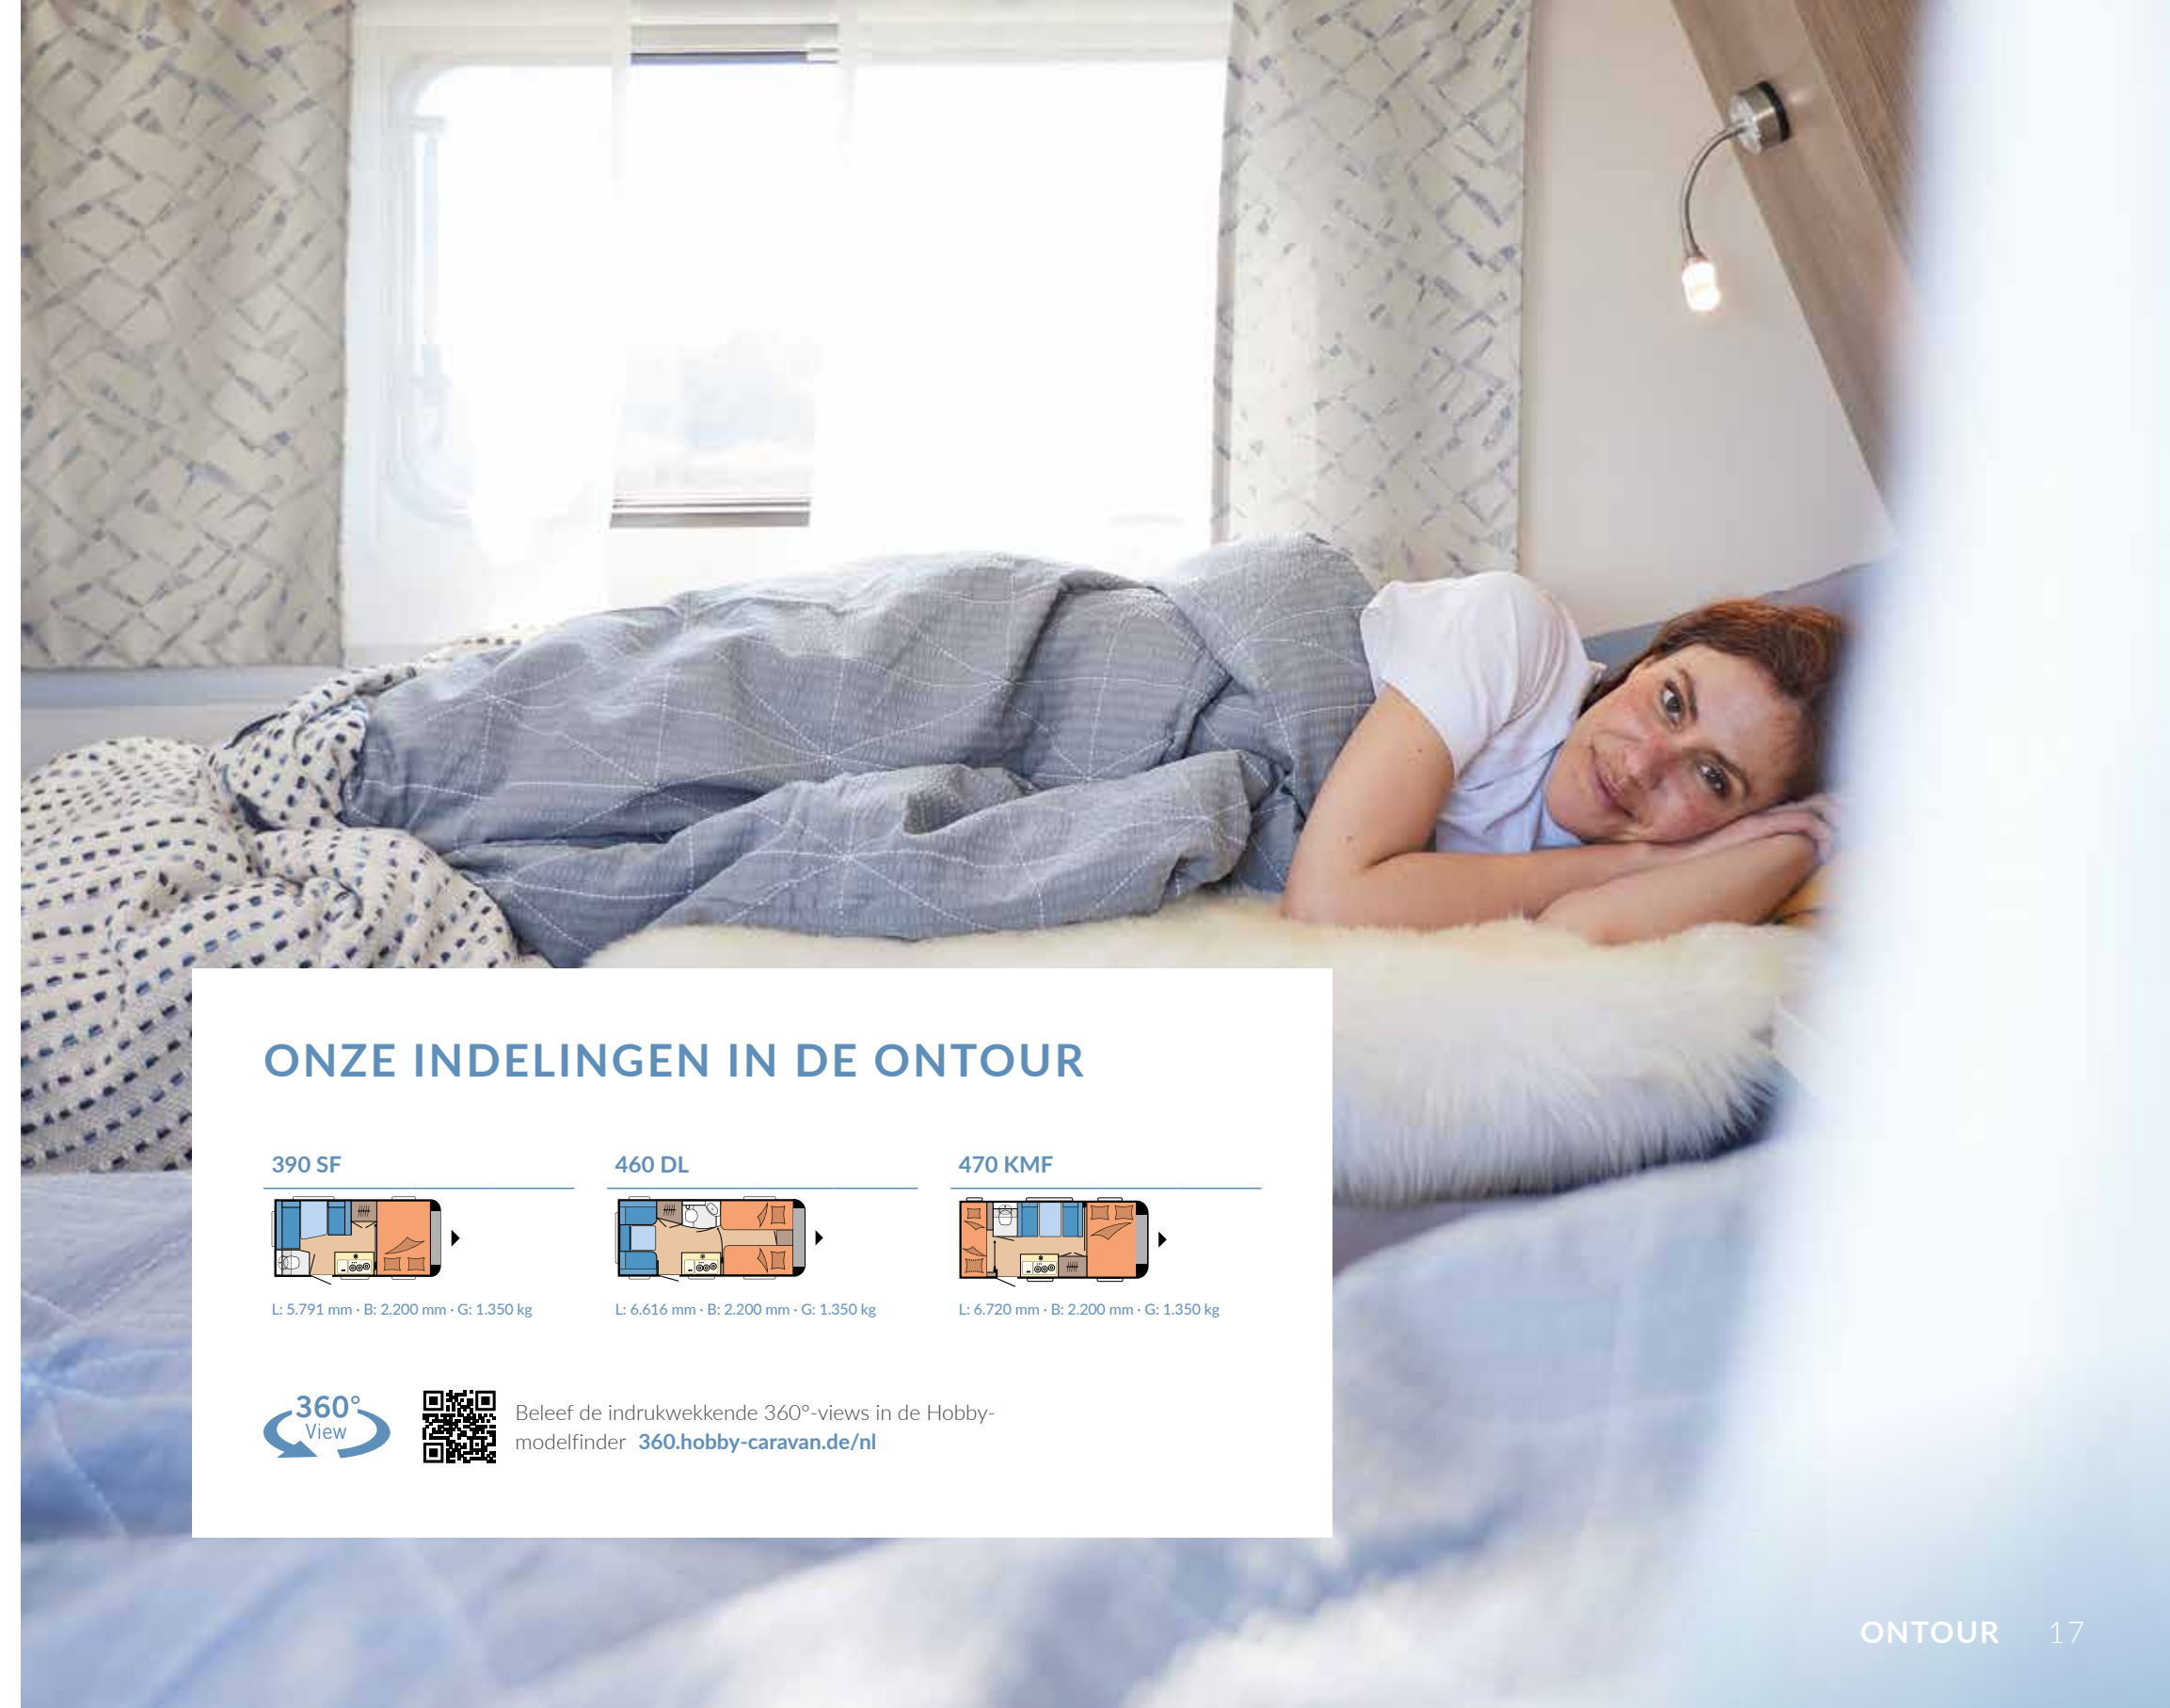 ONZE INDELINGEN IN DE ONTOUR
390 SF
460 DL
470 KMF
L: 5.791 mm · B: 2.200 mm · G: 1.350 kg
L: 6.616 mm · B: 2.200 mm · G: 1.350 kg
L: 6.720 mm · B: 2.200 mm · G: 1.350 kg
360°
View
Beleef de indrukwekkende 360°-views in de Hobby-
modelfinder 360.hobby-caravan.de/nl
ONTOUR 17